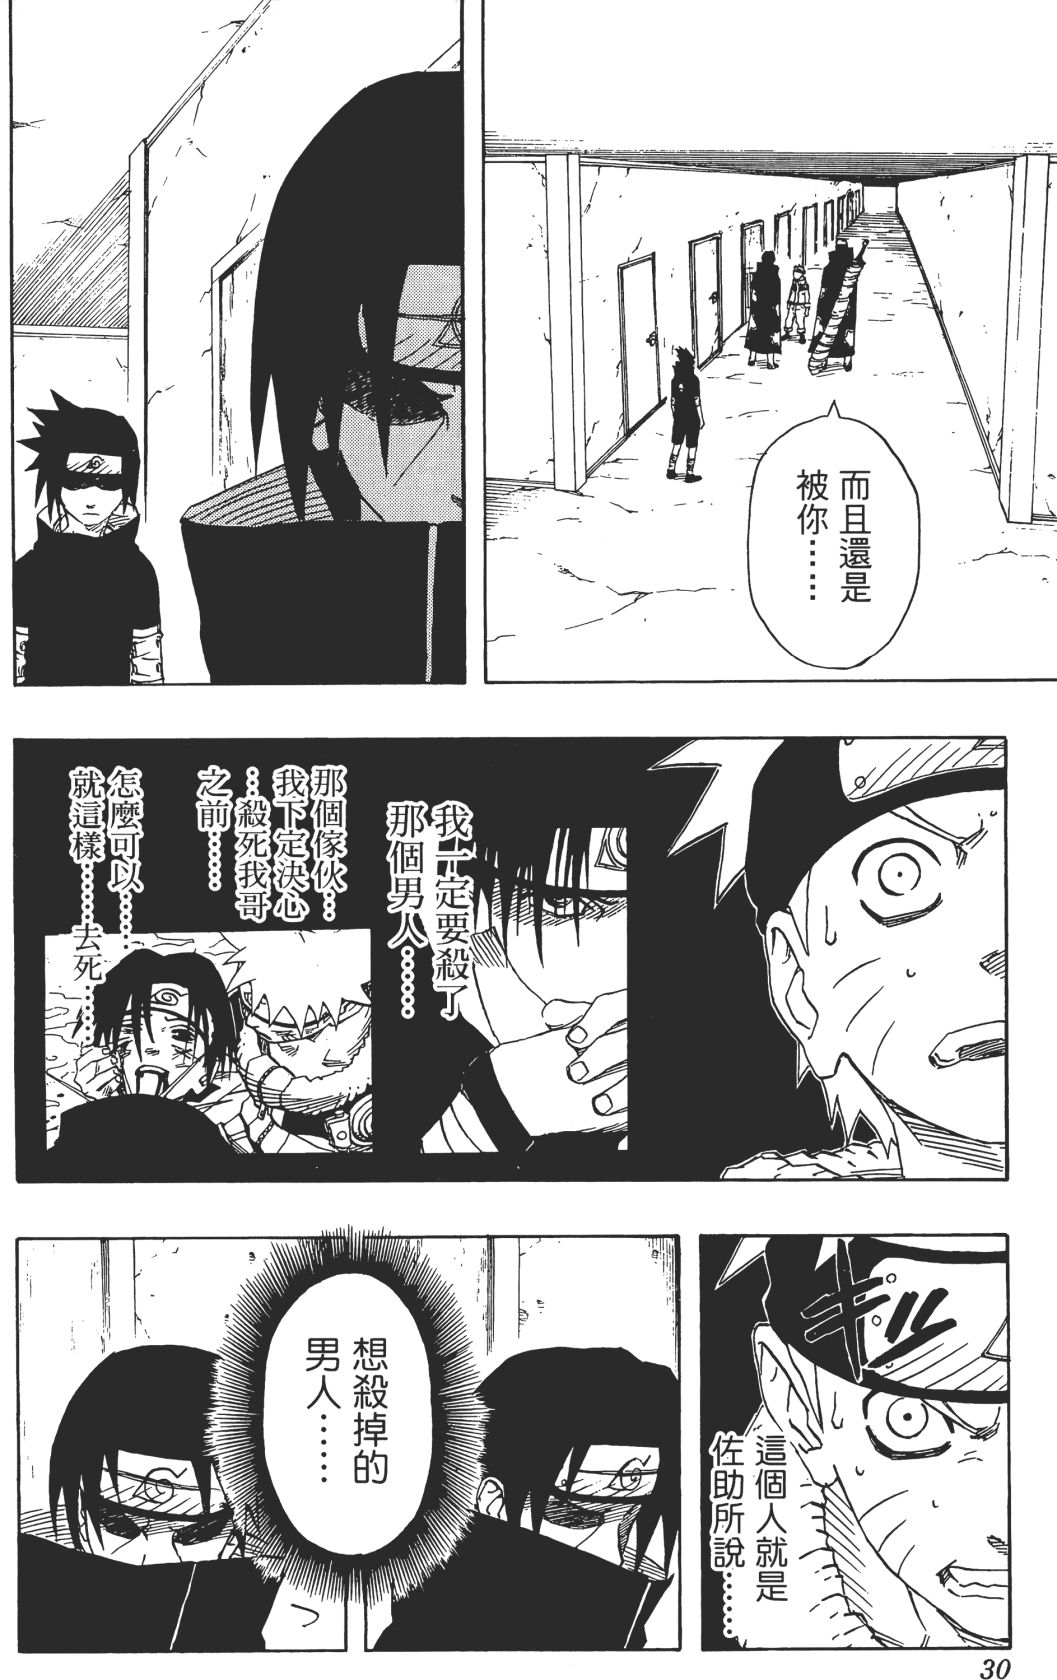 而且還是
被你……
我一定要殺了
那個男人……
那個傢伙…
我下定決心
…殺死我哥
之前……
怎麼可以……
就這樣……去死……
ギル
這個人就是
佐助所說……
想殺掉的
男人……
っ
30